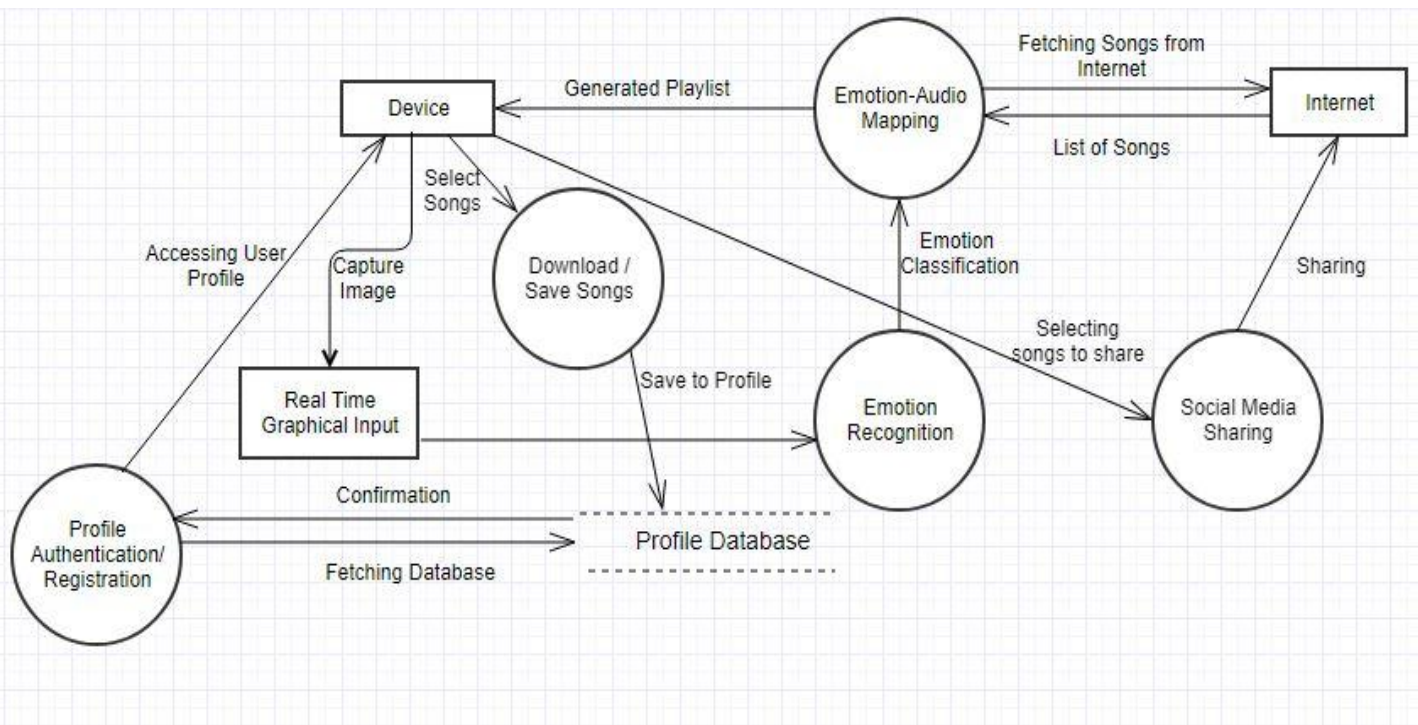 Fetching Songs from
Internet
Generated Playlist
Device
Emotion-Audio
Mapping
Internet
List of Songs
Select
Songs
Accessing User
Profile
Capture
Image
Download /
Save Songs
Emotion
Classification
Sharing
Selecting
songs to share
Save to Profile
Real Time
Graphical Input
Emotion
Recognition
Social Media
Sharing
Confirmation
Profile
Authentication/
Registration
Profile Database
Fetching Database